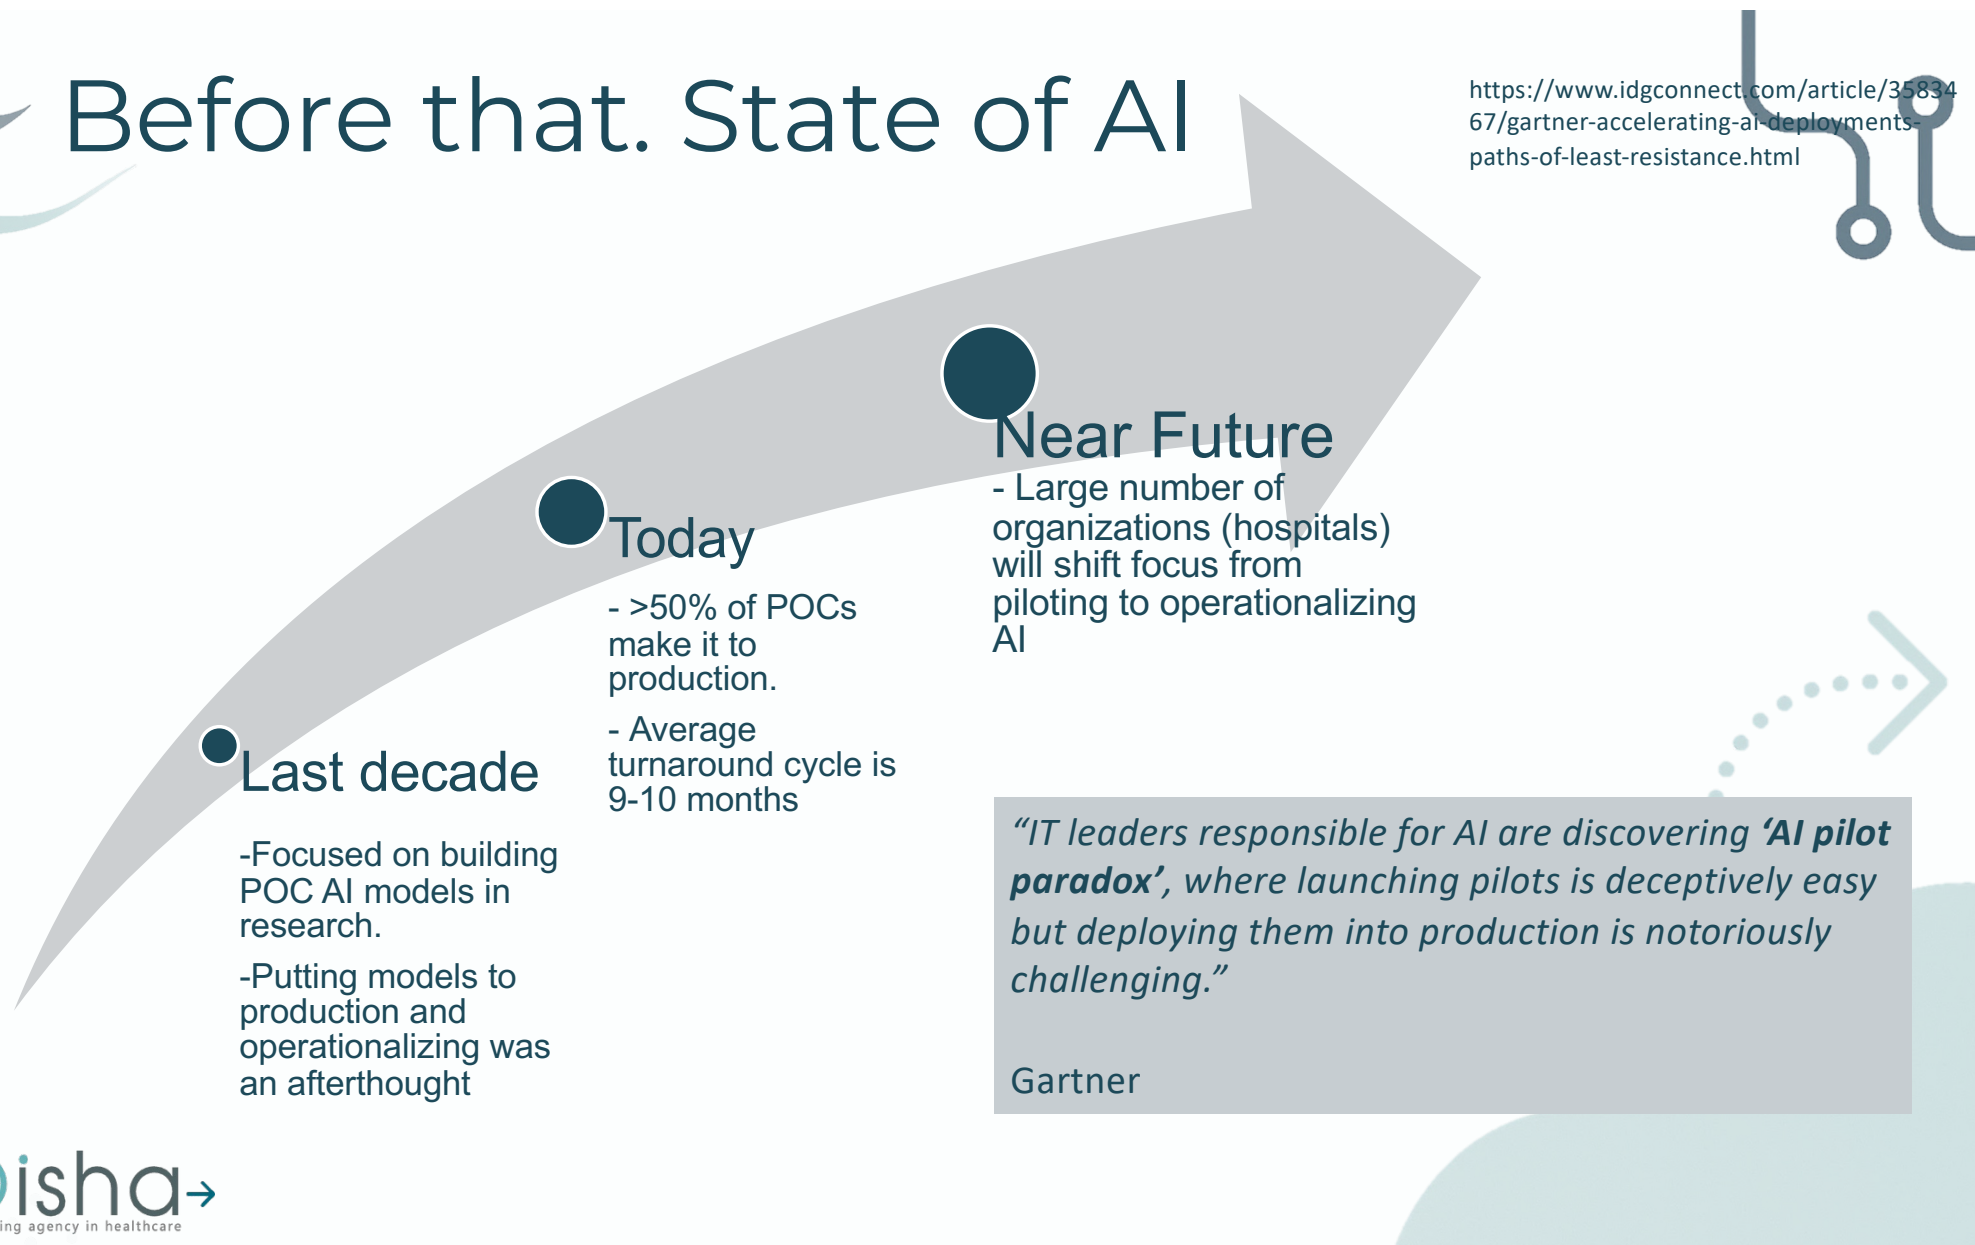 Before that. State of AI
https://www.idgconnect.com/article/35834
67/gartner-accelerating-ai-deployments-
paths-of-least-resistance.html
Last decade
-Focused on building
POC AI models in
research.
-Putting models to
production and
operationalizing was
an afterthought
Today
- >50% of POCs
make it to
production.
- Average
turnaround cycle is
9-10 months
Near Future
- Large number of
organizations (hospitals)
will shift focus from
piloting to operationalizing
AI
“IT leaders responsible for AI are discovering ‘AI pilot
paradox’, where launching pilots is deceptively easy
but deploying them into production is notoriously
challenging.”
Gartner
isha
ing agency in healthcare